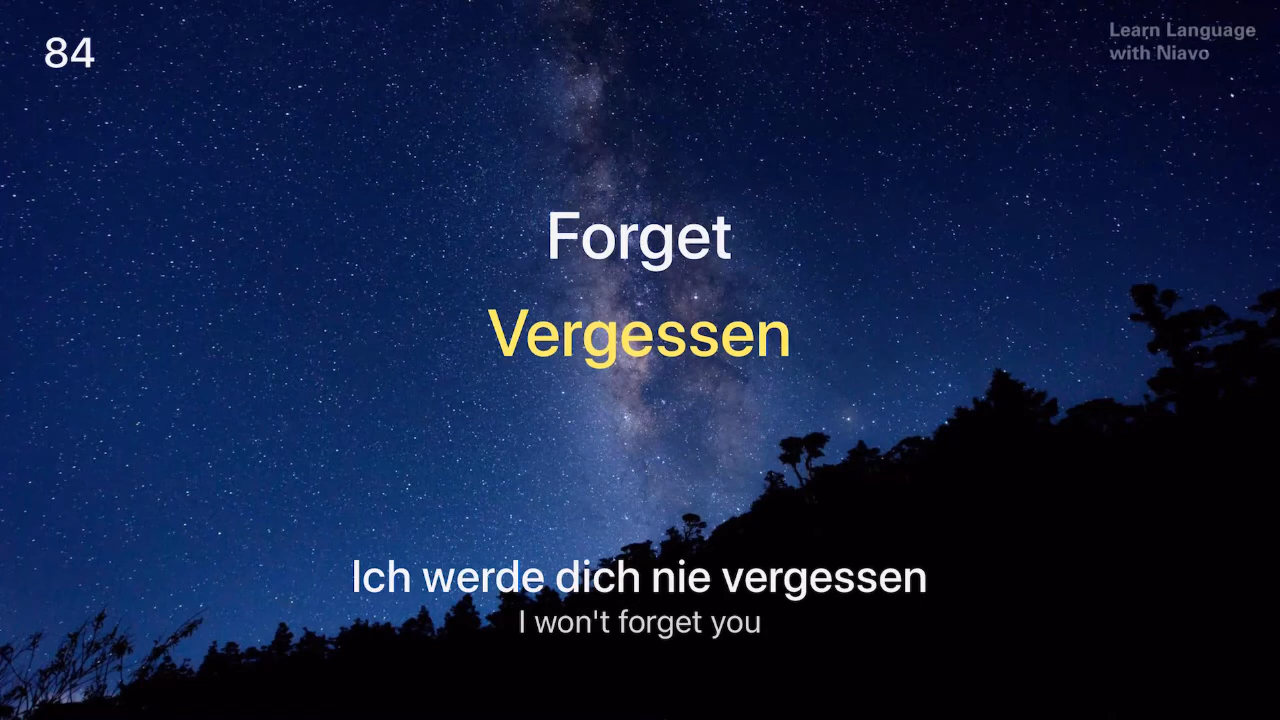 84
Learn Language
with Niavo
Forget
Vergessen
Ich werde dich nie vergessen
I won't forget you